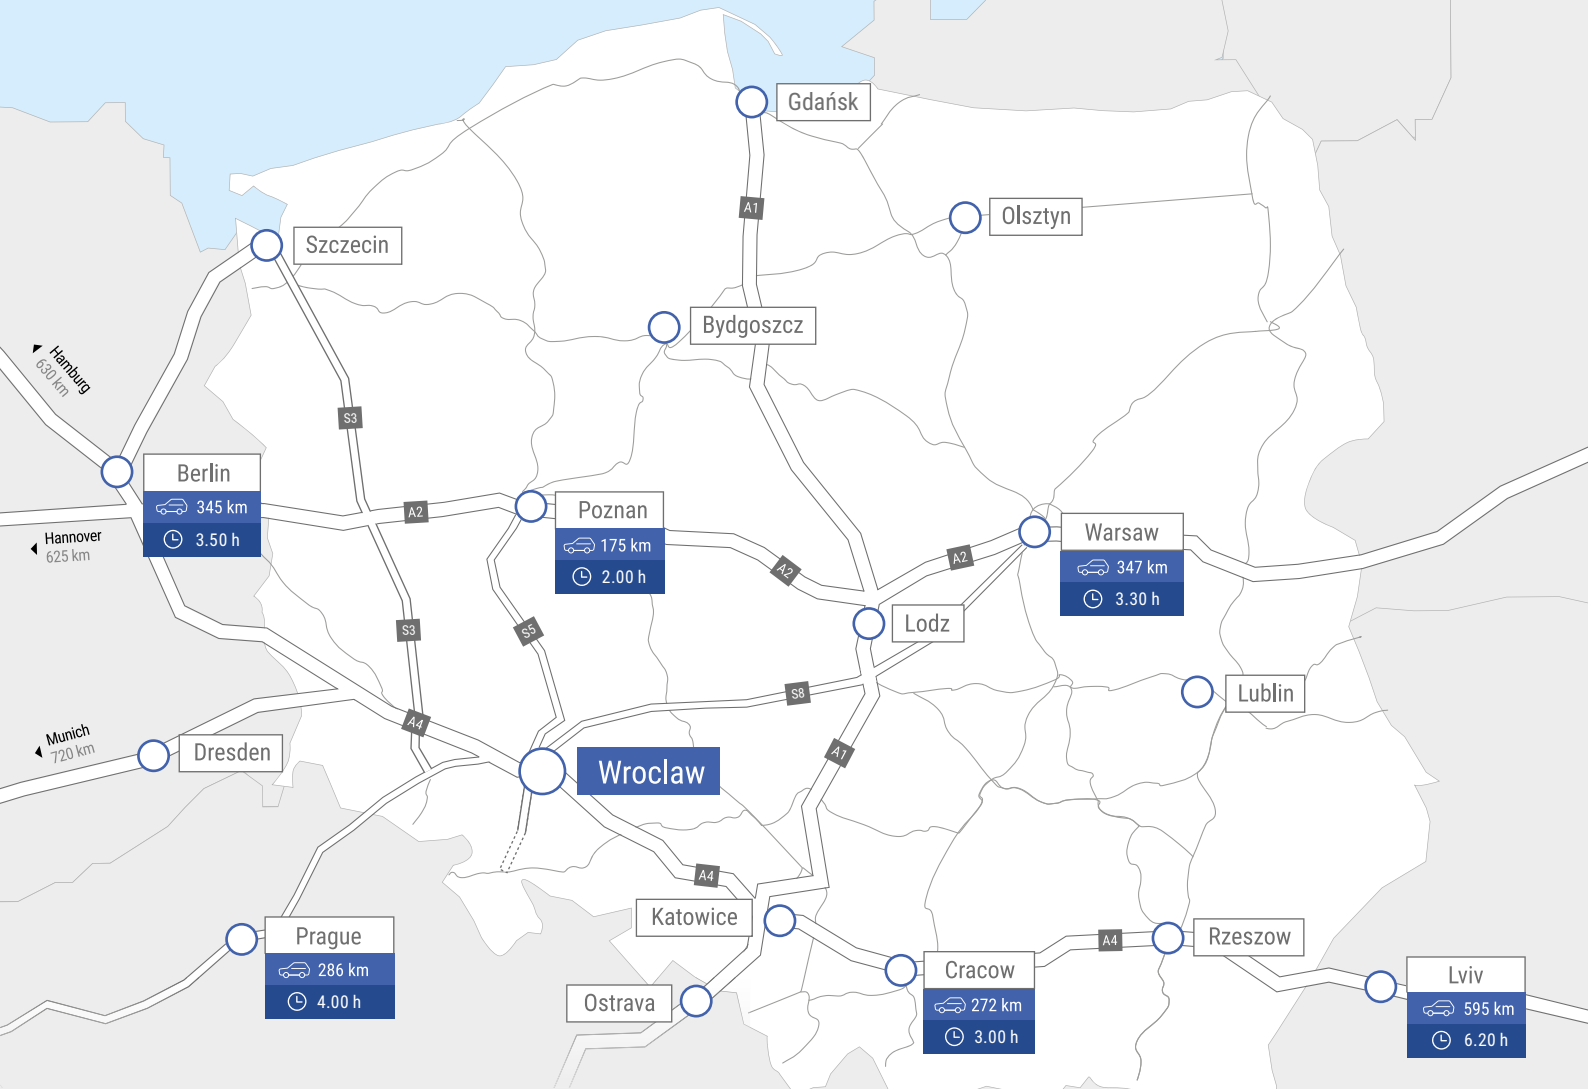 Gdańsk
A1
Olsztyn
Szczecin
Bydgoszcz
Hamburg
630 km
S3
Berlin
345 km
3.50 h
A2
Poznan
175 km
2.00 h
Hannover
625 km
A2
A2
Warsaw
347 km
3.30 h
S3
S5
Lodz
S8
Lublin
Munich
720 km
Dresden
A4
Wroclaw
A1
A4
Katowice
Prague
286 km
4.00 h
Cracow
272 km
3.00 h
A4
Rzeszow
Ostrava
Lviv
595 km
6.20 h